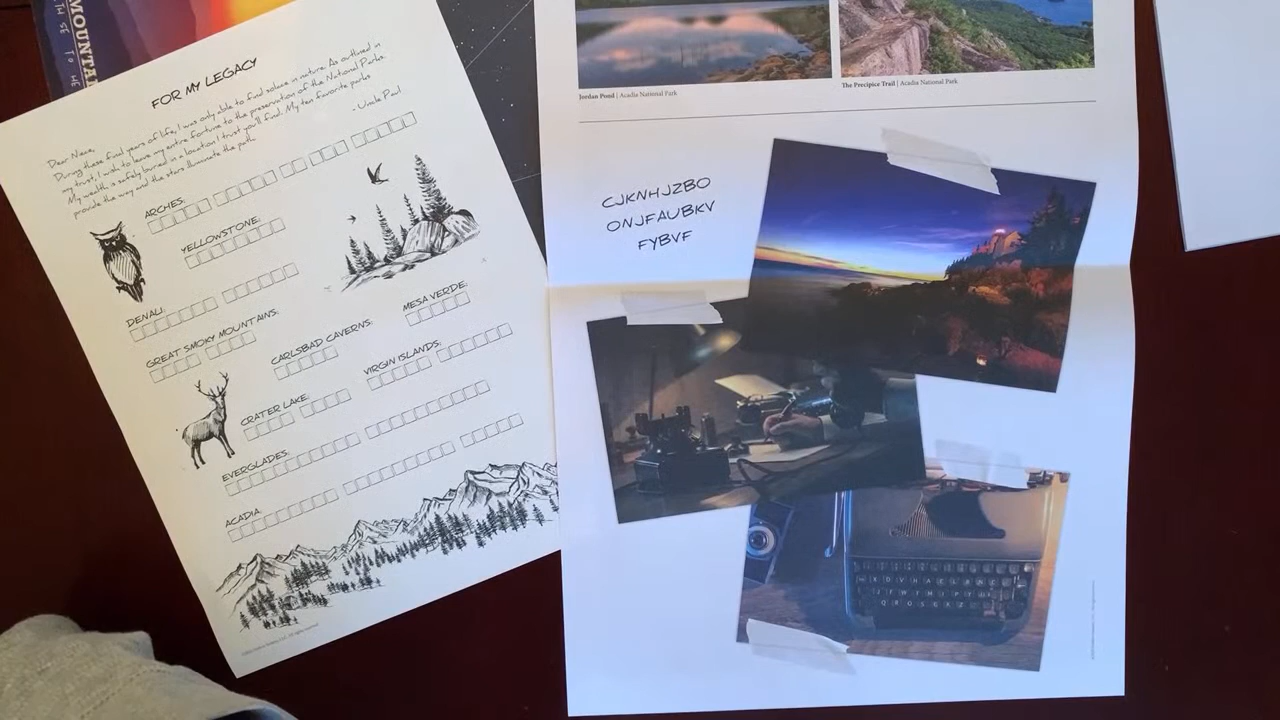 MOUNTAI
FOR MY LEGACY
Dear Niece,
During these final years of life, I was only able to find solace in nature. As outlined in
my trust, I wish to leave my entire fortune to the preservation of the National Parks.
My wealth is safely buried in a location I trust you'll find. My ten favorite parks
provide the way and the stars illuminate the path.
- Uncle Paul
ARCHES:
YELLOWSTONE:
DENALI:
GREAT SMOKY MOUNTAINS:
MESA VERDE:
CARLSBAD CAVERNS:
VIRGIN ISLANDS:
CRATER LAKE:
EVERGLADES:
ACADIA:
Jordan Pond | Acadia National Park
The Precipice Trail | Acadia National Park
CJKNHJZBO
ONJFAUBKV
FYBVF